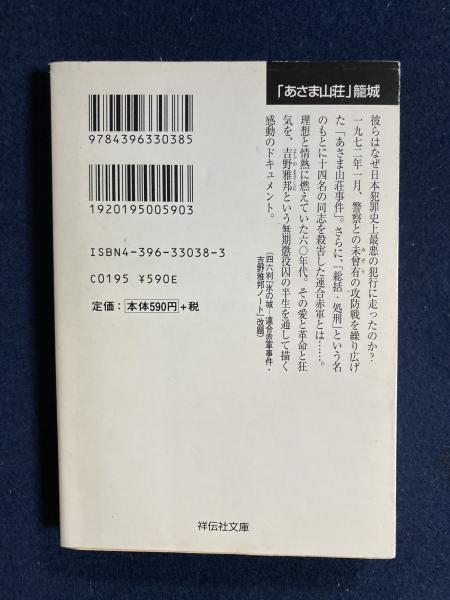 「あさま山荘」籠城
彼らはなぜ日本犯罪史上最悪の犯行に走ったのか?
一九七二年一月、警察との未曾有の攻防戦を繰り広げ
た「あさま山荘事件」。さらに、「総括・処刑」という名
のもとに十四名の同志を殺害した連合赤軍とは……。
理想と情熱に燃えていた六〇年代。その愛と革命と狂
気を、吉野雅邦という無期懲役囚の半生を通して描く
感動のドキュメント。
(四六判『氷の城―連合赤軍事件・
吉野雅邦ノート』改題)
9784396330385
1920195005903
ISBN4-396-33038-3
C0195 ¥590E
定価:本体590円+税
祥伝社文庫